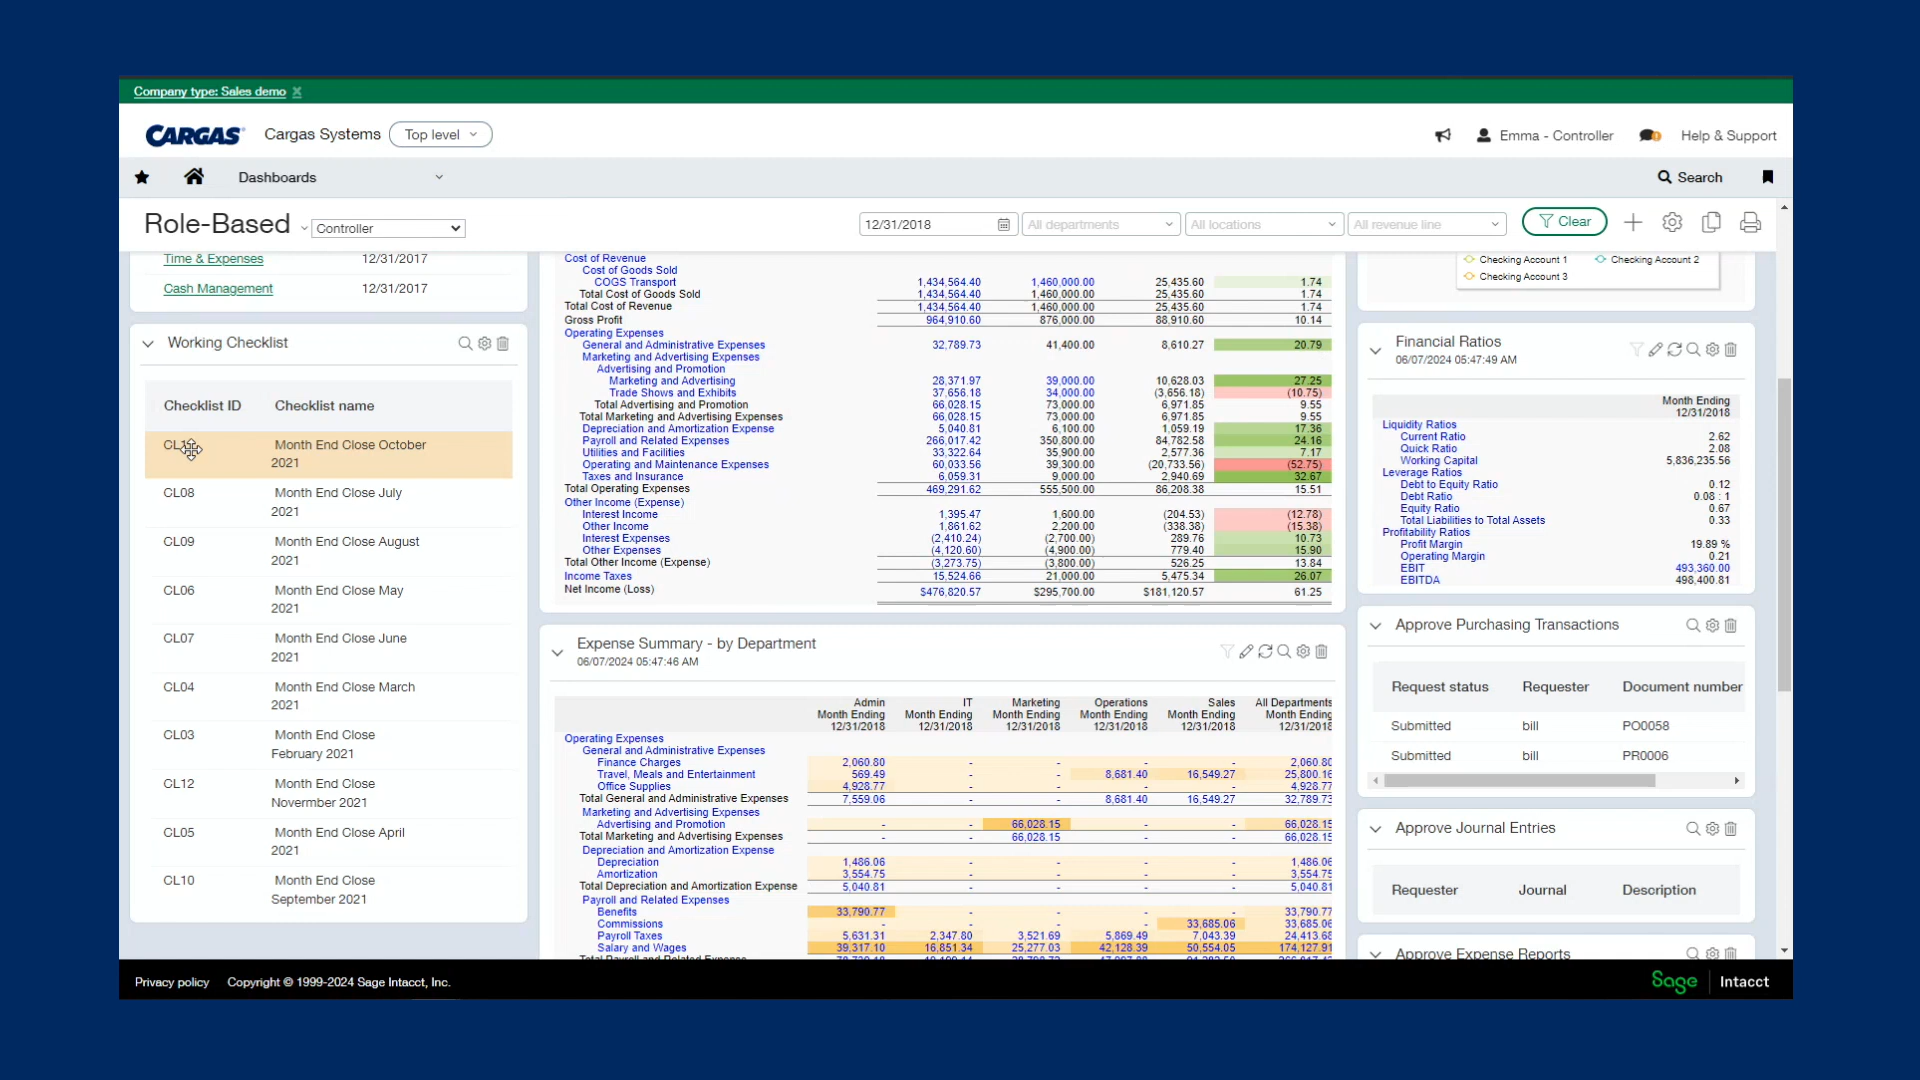 Company type: Sales demo
CARGAS Cargas Systems Top level
Emma - Controller Help & Support
Dashboards Search
Role-Based Controller 12/31/2018 All departments All locations All revenue line Clear
Time & Expenses 12/31/2017
Cash Management 12/31/2017
Working Checklist
Checklist ID Checklist name
Month End Close October
2021
CL08 Month End Close July
2021
CL09 Month End Close August
2021
CL06 Month End Close May
2021
CL07 Month End Close June
2021
CL04 Month End Close March
2021
CL03 Month End Close
February 2021
CL12 Month End Close
Novermber 2021
CL05 Month End Close April
2021
CL10 Month End Close
September 2021
Cost of Revenue
Cost of Goods Sold
COGS Transport 1,434,564.40 1,460,000.00 25,435.60 1.74
Total Cost of Goods Sold 1,434,564.40 1,460,000.00 25,435.60 1.74
Total Cost of Revenue 1,434,564.40 1,460,000.00 25,435.60 1.74
Gross Profit 964,910.60 876,000.00 88,910.60 10.14
Operating Expenses
General and Administrative Expenses 32,789.73 41,400.00 8,610.27 20.79
Marketing and Advertising Expenses
Advertising and Promotion
Marketing and Advertising 28,371.97 39,000.00 10,628.03 27.25
Trade Shows and Exhibits 37,656.18 34,000.00 (3,656.18) (10.75)
Total Advertising and Promotion 66,028.15 73,000.00 6,971.85 9.55
Total Marketing and Advertising Expenses 66,028.15 73,000.00 6,971.85 9.55
Depreciation and Amortization Expense 5,040.81 6,100.00 1,059.19 17.36
Payroll and Related Expenses 266,017.42 350,800.00 84,782.58 24.16
Utilities and Facilities 33,322.64 35,900.00 2,577.36 7.17
Operating and Maintenance Expenses 60,033.56 39,300.00 (20,733.56) (52.75)
Taxes and Insurance 6,059.31 9,000.00 2,940.69 32.67
Total Operating Expenses 469,291.62 555,500.00 86,208.38 15.51
Other Income (Expense)
Interest Income 1,395.47 1,600.00 (204.53) (12.78)
Other Income 1,861.62 2,200.00 (338.38) (15.38)
Interest Expenses (2,410.24) (2,700.00) 289.76 10.73
Other Expenses (4,120.60) (4,900.00) 779.40 15.90
Total Other Income (Expense) (3,273.75) (3,800.00) 526.25 13.84
Income Taxes 15,524.66 21,000.00 5,475.34 26.07
Net Income (Loss) $476,820.57 $295,700.00 $181,120.57 61.25
Expense Summary - by Department
06/07/2024 05:47:46 AM
Admin IT Marketing Operations Sales All Departments
Month Ending Month Ending Month Ending Month Ending Month Ending Month Ending
12/31/2018 12/31/2018 12/31/2018 12/31/2018 12/31/2018 12/31/2018
Operating Expenses
General and Administrative Expenses
Finance Charges 2,060.80 - - - - 2,060.80
Travel, Meals and Entertainment 569.49 - - 8,681.40 16,549.27 25,800.16
Office Supplies 4,928.77 - - - - 4,928.77
Total General and Administrative Expenses 7,559.06 - - 8,681.40 16,549.27 32,789.73
Marketing and Advertising Expenses
Advertising and Promotion - - 66,028.15 - - 66,028.15
Total Marketing and Advertising Expenses - - 66,028.15 - - 66,028.15
Depreciation and Amortization Expense
Depreciation 1,486.06 - - - - 1,486.06
Amortization 3,554.75 - - - - 3,554.75
Total Depreciation and Amortization Expense 5,040.81 - - - - 5,040.81
Payroll and Related Expenses
Benefits 33,790.77 - - - - 33,790.77
Commissions - - - - 33,685.06 33,685.06
Payroll Taxes 5,631.31 2,347.80 3,521.69 5,869.49 7,043.39 24,413.68
Salary and Wages 39,317.10 16,851.34 25,277.03 42,128.39 50,554.05 174,127.91
Checking Account 1 Checking Account 2
Checking Account 3
Financial Ratios
06/07/2024 05:47:49 AM
Month Ending
12/31/2018
Liquidity Ratios
Current Ratio 2.62
Quick Ratio 2.08
Working Capital 5,836,235.56
Leverage Ratios
Debt to Equity Ratio 0.12
Debt Ratio 0.08 : 1
Equity Ratio 0.67
Total Liabilities to Total Assets 0.33
Profitability Ratios
Profit Margin 19.89 %
Operating Margin 0.21
EBIT 493,360.00
EBITDA 498,400.81
Approve Purchasing Transactions
Request status Requester Document number
Submitted bill PO0058
Submitted bill PR0006
Approve Journal Entries
Requester Journal Description
Approve Expense Reports
Privacy policy Copyright © 1999-2024 Sage Intacct, Inc.
Sage Intacct